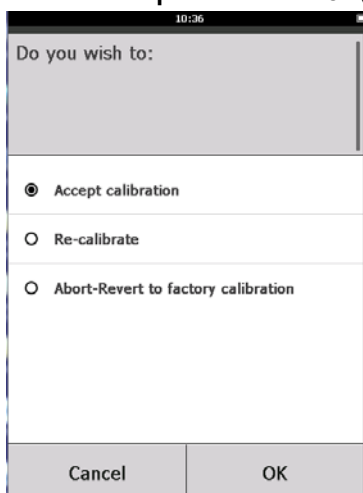 10:36
Do you wish to:
Accept calibration
Re-calibrate
Abort-Revert to factory calibration
Cancel
OK